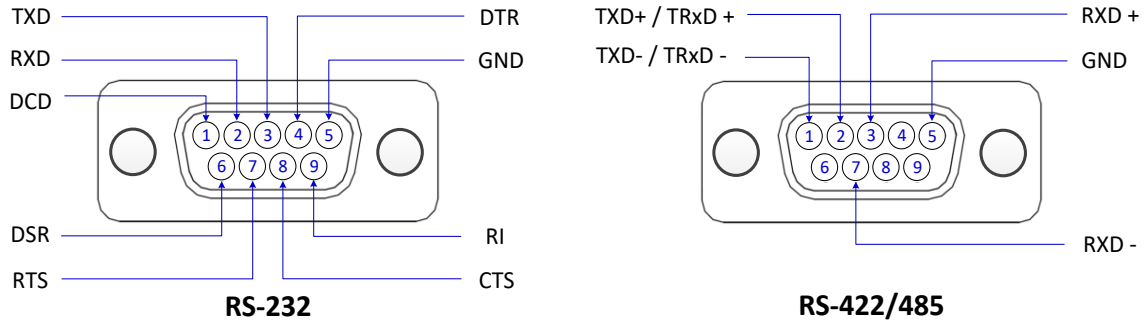 TXD
DTR
RXD
GND
DCD
1 2 3 4 5
6 7 8 9
DSR
RI
RTS
CTS
RS-232
TXD+ / TRxD +
RXD +
TXD- / TRxD -
GND
1 2 3 4 5
6 7 8 9
RXD -
RS-422/485